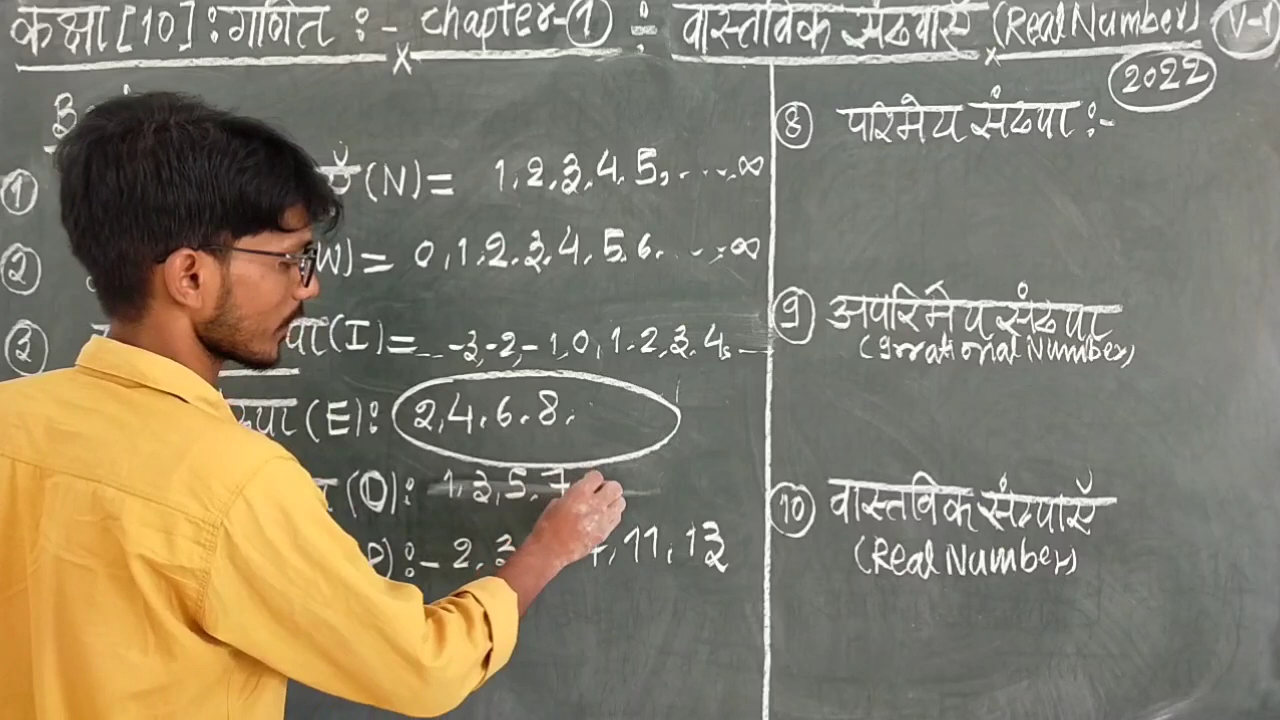 कक्षा [10] : गणित :- Chapter-(1) ÷ वास्तविक संख्याएँ (Real Number) V-1
2022
① (N) = 1, 2, 3, 4, 5, ... ∞
② (W) = 0, 1, 2, 3, 4, 5, 6, ... ∞
③ (I) = ... -3, -2, -1, 0, 1, 2, 3, 4, ...
(E): 2, 4, 6, 8,
(O): 1, 3, 5, 7
:- 2, 3 11, 13
⑧ परिमेय संख्या :-
⑨ अपरिमेय संख्या
(Irrational Number)
⑩ वास्तविक संख्याएँ
(Real Number)